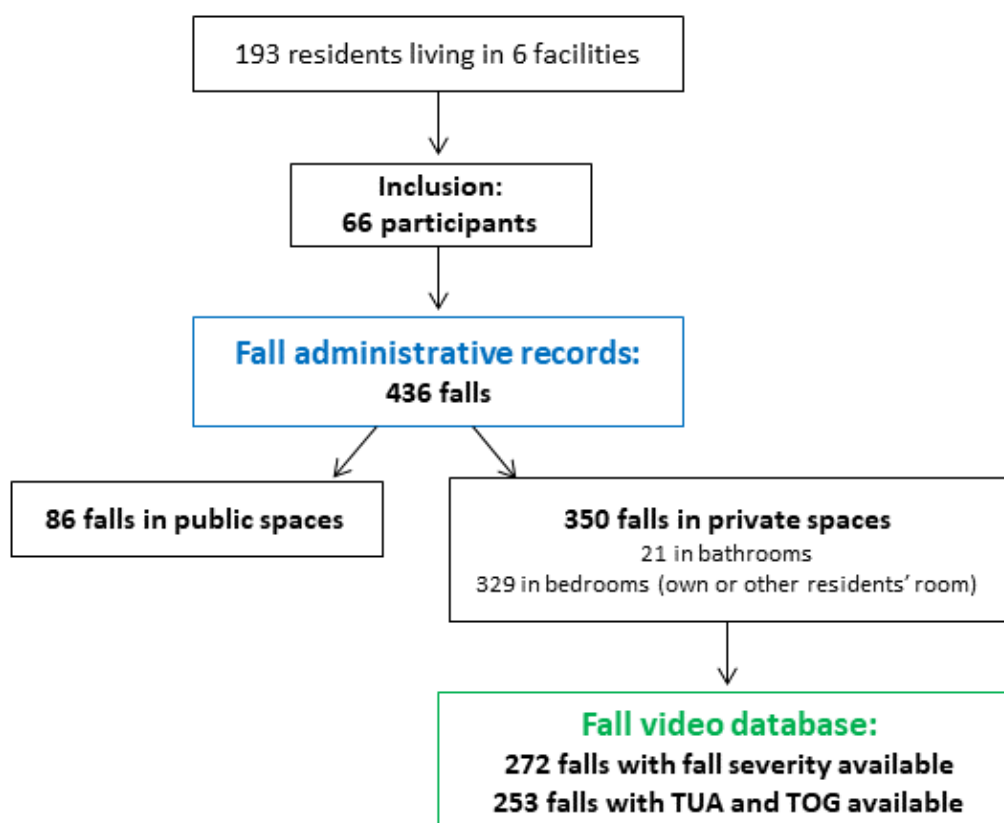 193 residents living in 6 facilities
Inclusion:
66 participants
Fall administrative records:
436 falls
86 falls in public spaces
350 falls in private spaces
21 in bathrooms
329 in bedrooms (own or other residents’ room)
Fall video database:
272 falls with fall severity available
253 falls with TUA and TOG available